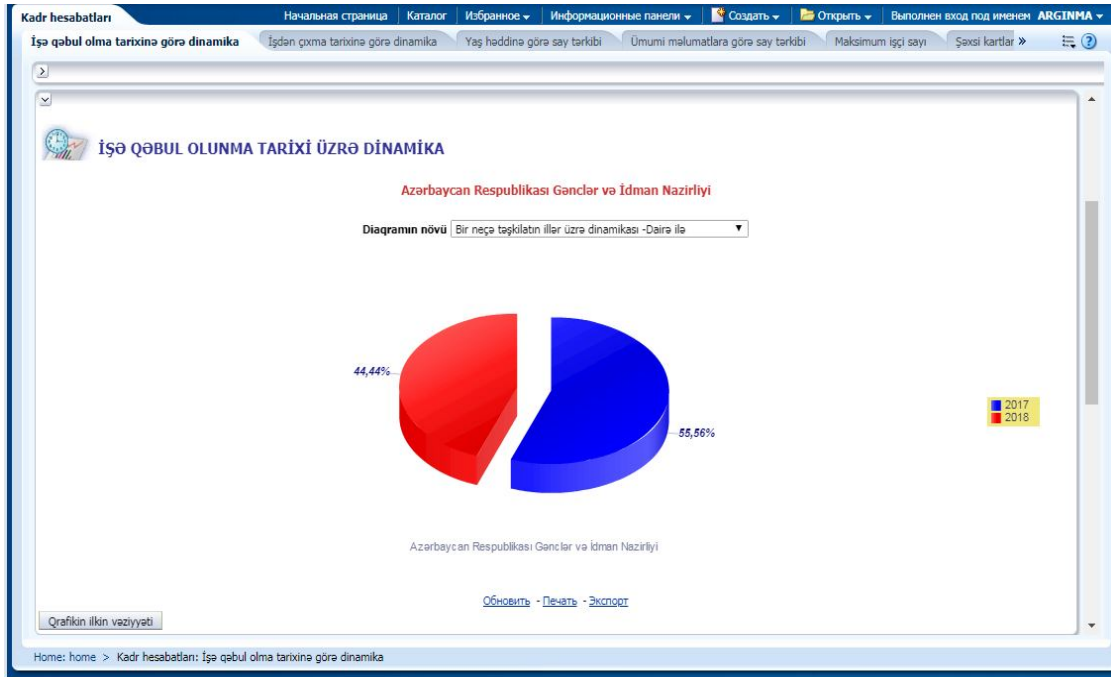 Kadr hesabatları
Начальная страница Каталог Избранное Информационные панели Создать Открыть Выполнен вход под именем ARGINMA
İşə qəbul olma tarixinə görə dinamika İşdən çıxma tarixinə görə dinamika Yaş həddinə görə say tərkibi Ümumi məlumatlara görə say tərkibi Maksimum işçi sayı Şəxsi kartlar »
İŞƏ QƏBUL OLUNMA TARİXİ ÜZRƏ DİNAMİKA
Azərbaycan Respublikası Gənclər və İdman Nazirliyi
Diaqramın növü Bir neçə təşkilatın illər üzrə dinamikası -Dairə ilə
44,44%
55,56%
2017
2018
Azərbaycan Respublikası Gənclər və İdman Nazirliyi
Обновить - Печать - Экспорт
Qrafikin ilkin vəziyyəti
Home: home > Kadr hesabatları: İşə qəbul olma tarixinə görə dinamika